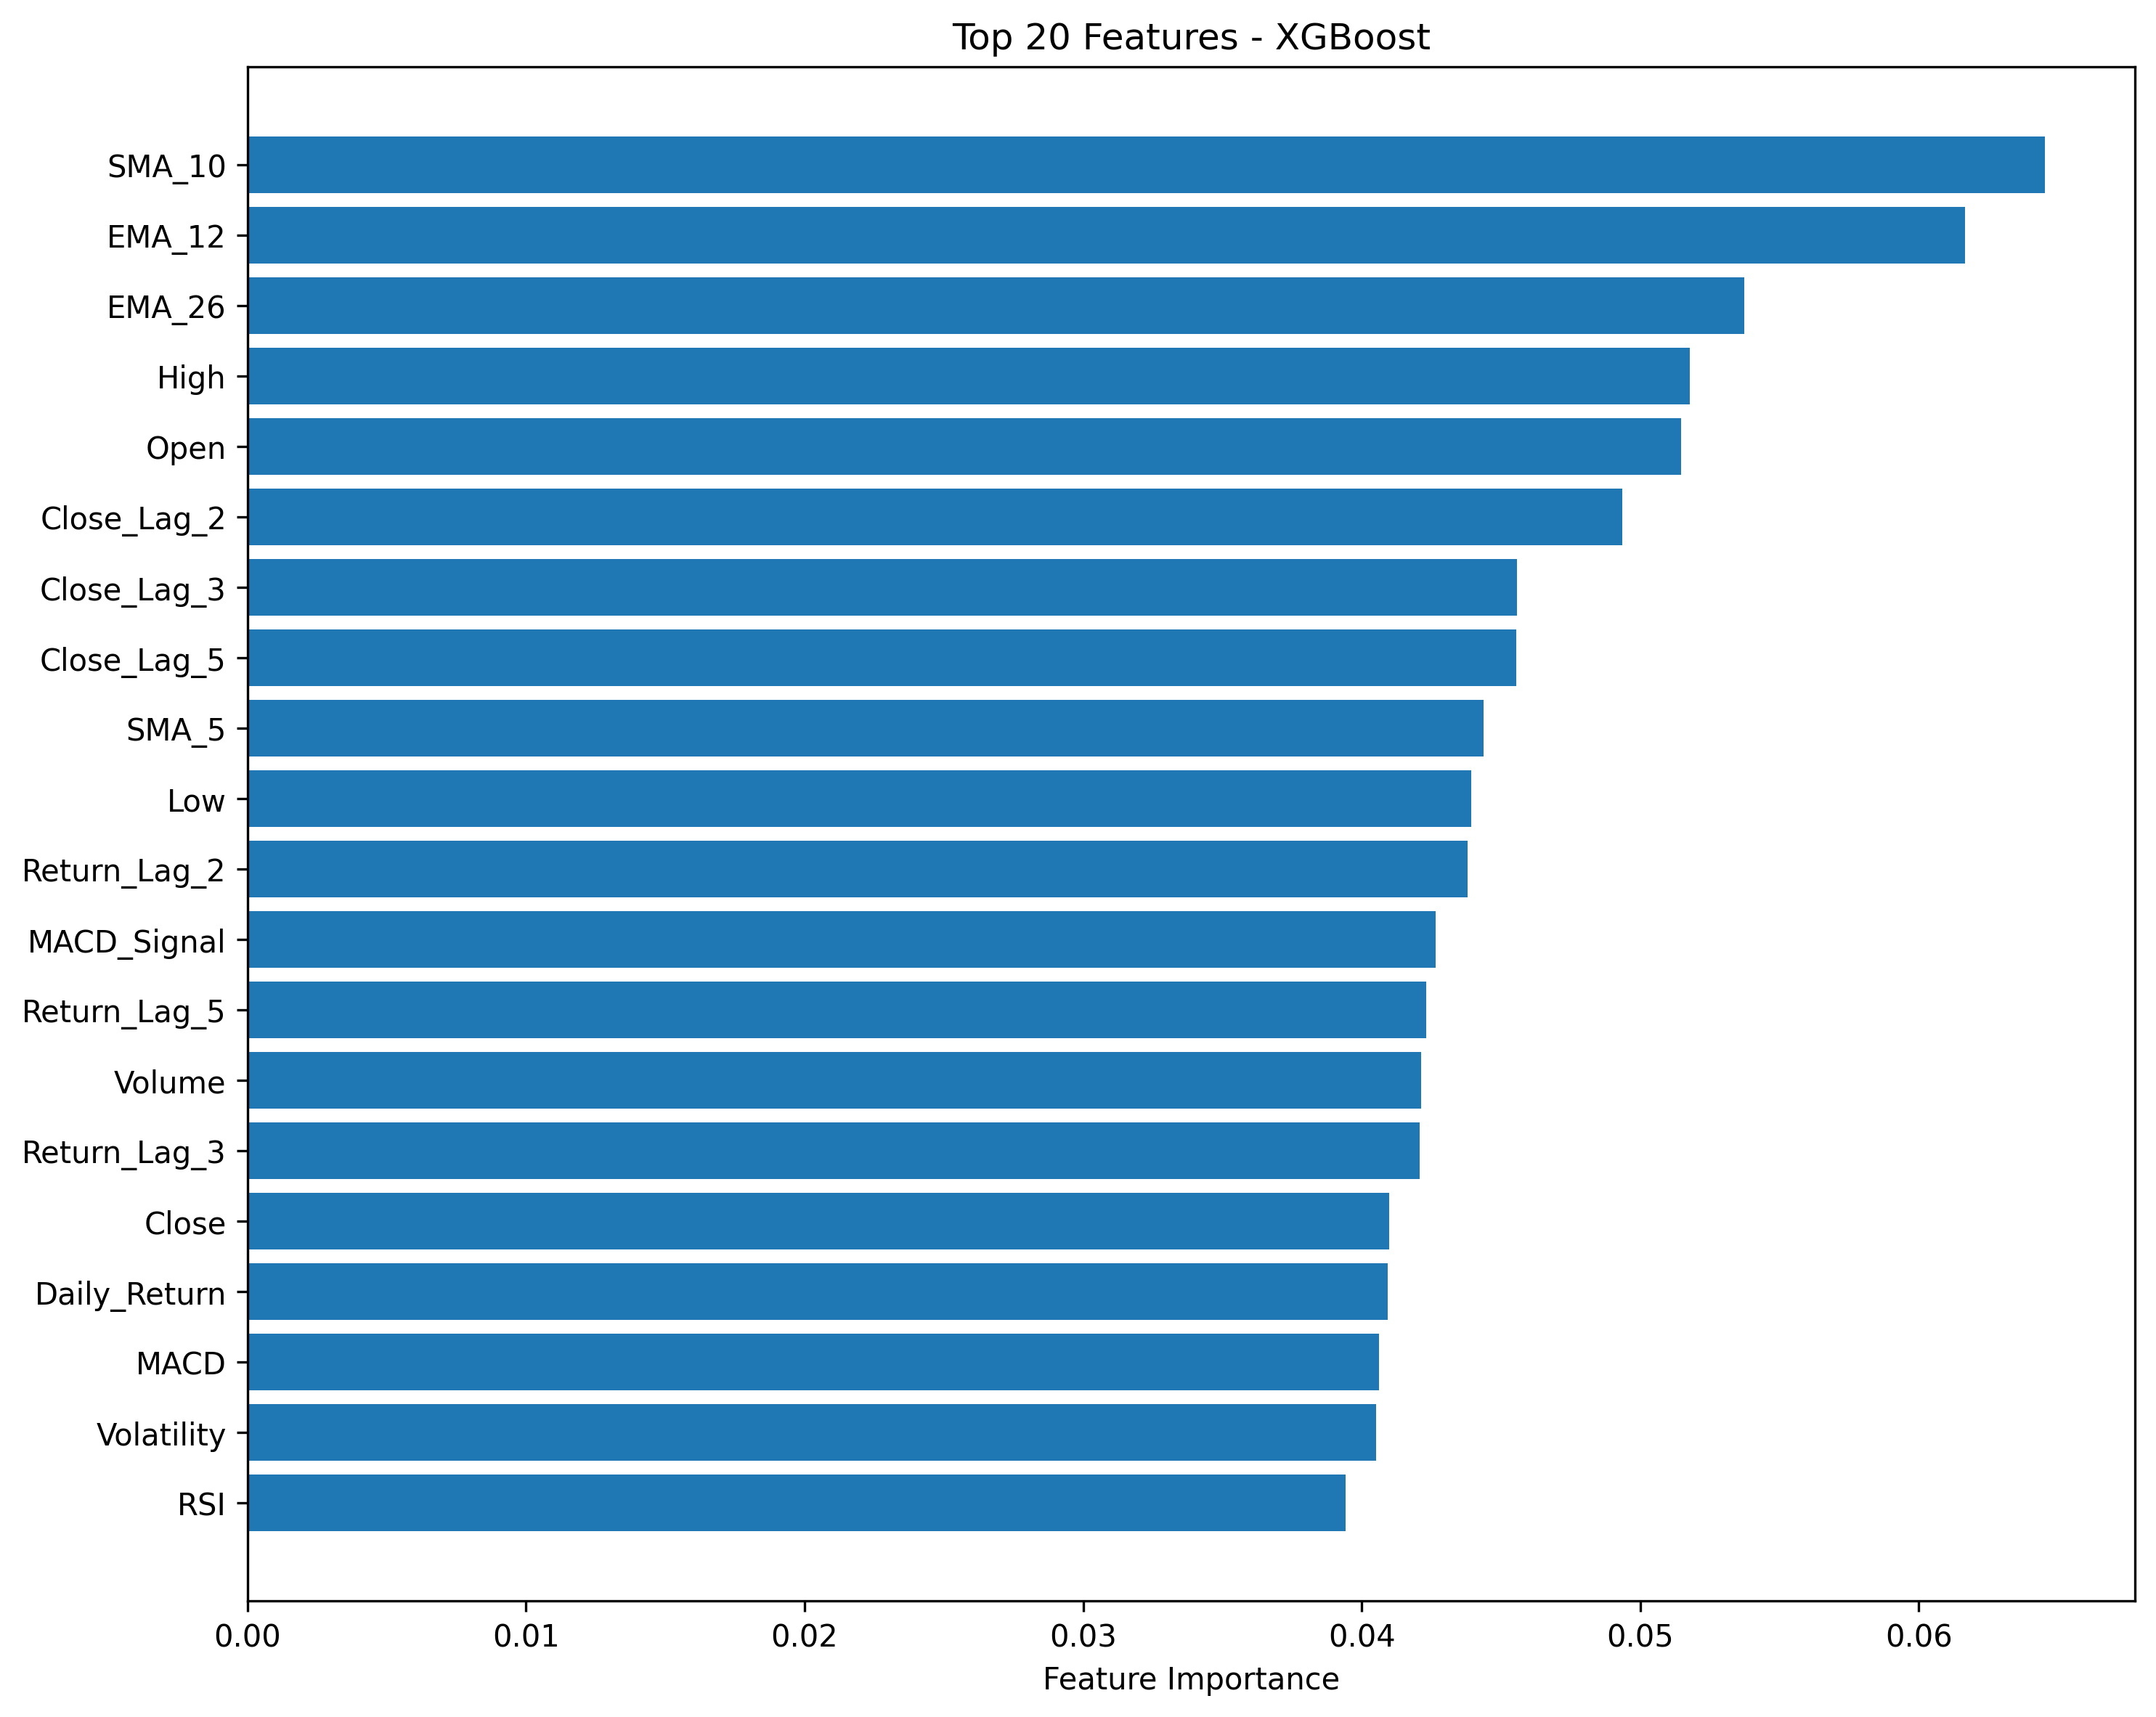 Top 20 Features - XGBoost
SMA_10
EMA_12
EMA_26
High
Open
Close_Lag_2
Close_Lag_3
Close_Lag_5
SMA_5
Low
Return_Lag_2
MACD_Signal
Return_Lag_5
Volume
Return_Lag_3
Close
Daily_Return
MACD
Volatility
RSI
0.00 0.01 0.02 0.03 0.04 0.05 0.06
Feature Importance